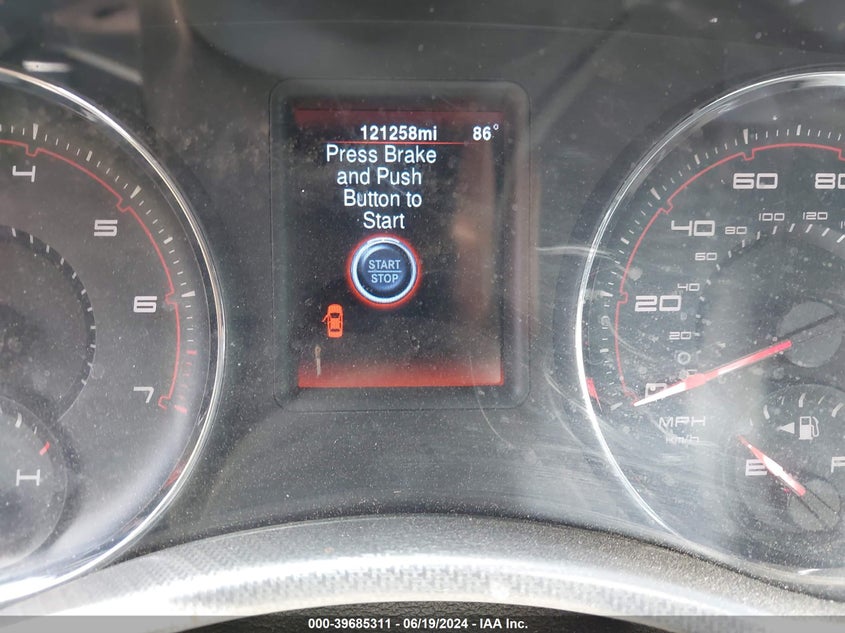 121258mi 86°
Press Brake
and Push
Button to
Start
START
STOP
4
5
6
7
H
60
80
40
20
100
120
80
60
40
20
0
MPH
km/h
E
F
000-39685311 / 06/19/2024 - IAA Inc.